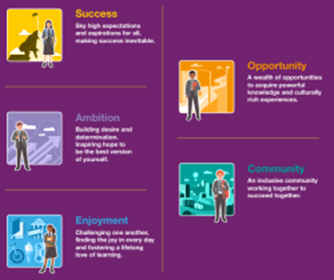 Success
Sky high expectations
and aspirations for all,
making success inevitable.
Opportunity
A wealth of opportunities
to acquire powerful
knowledge and culturally
rich experiences.
Ambition
Building desire and
determination.
Inspiring hope to
be the best version
of yourself.
Community
An inclusive community
working together to
succeed together.
Enjoyment
Challenging one another,
finding the joy in every day
and fostering a lifelong
love of learning.